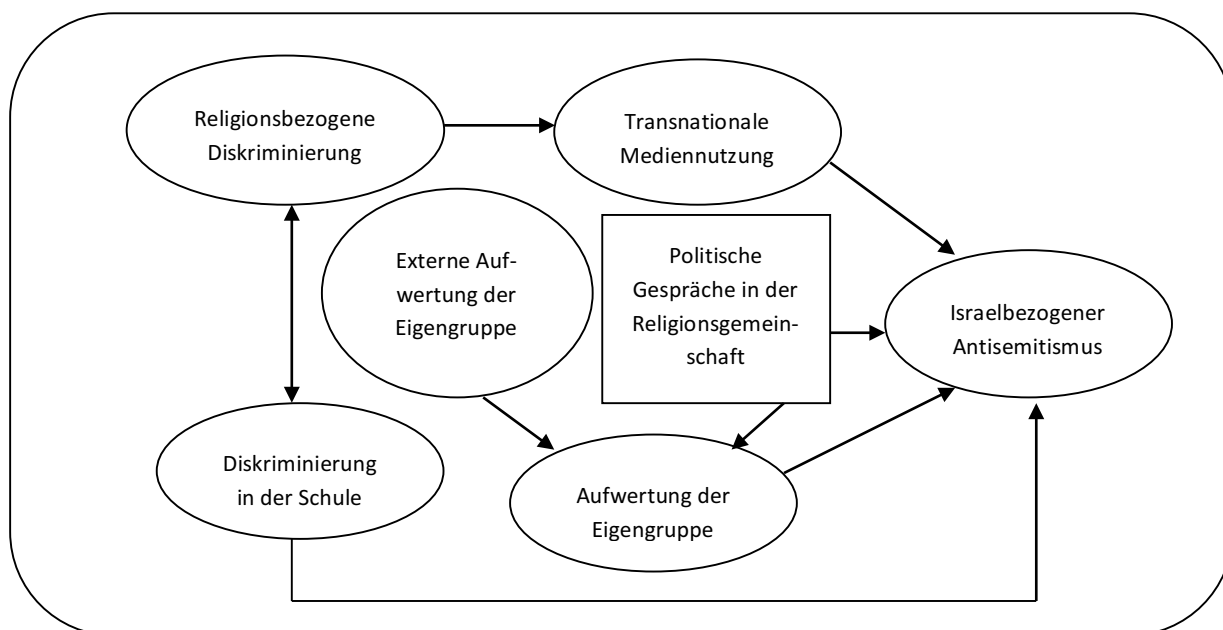 Religionsbezogene
Diskriminierung
Transnationale
Mediennutzung
Externe Auf-
wertung der
Eigengruppe
Politische
Gespräche in der
Religionsgemein-
schaft
Israelbezogener
Antisemitismus
Diskriminierung
in der Schule
Aufwertung der
Eigengruppe